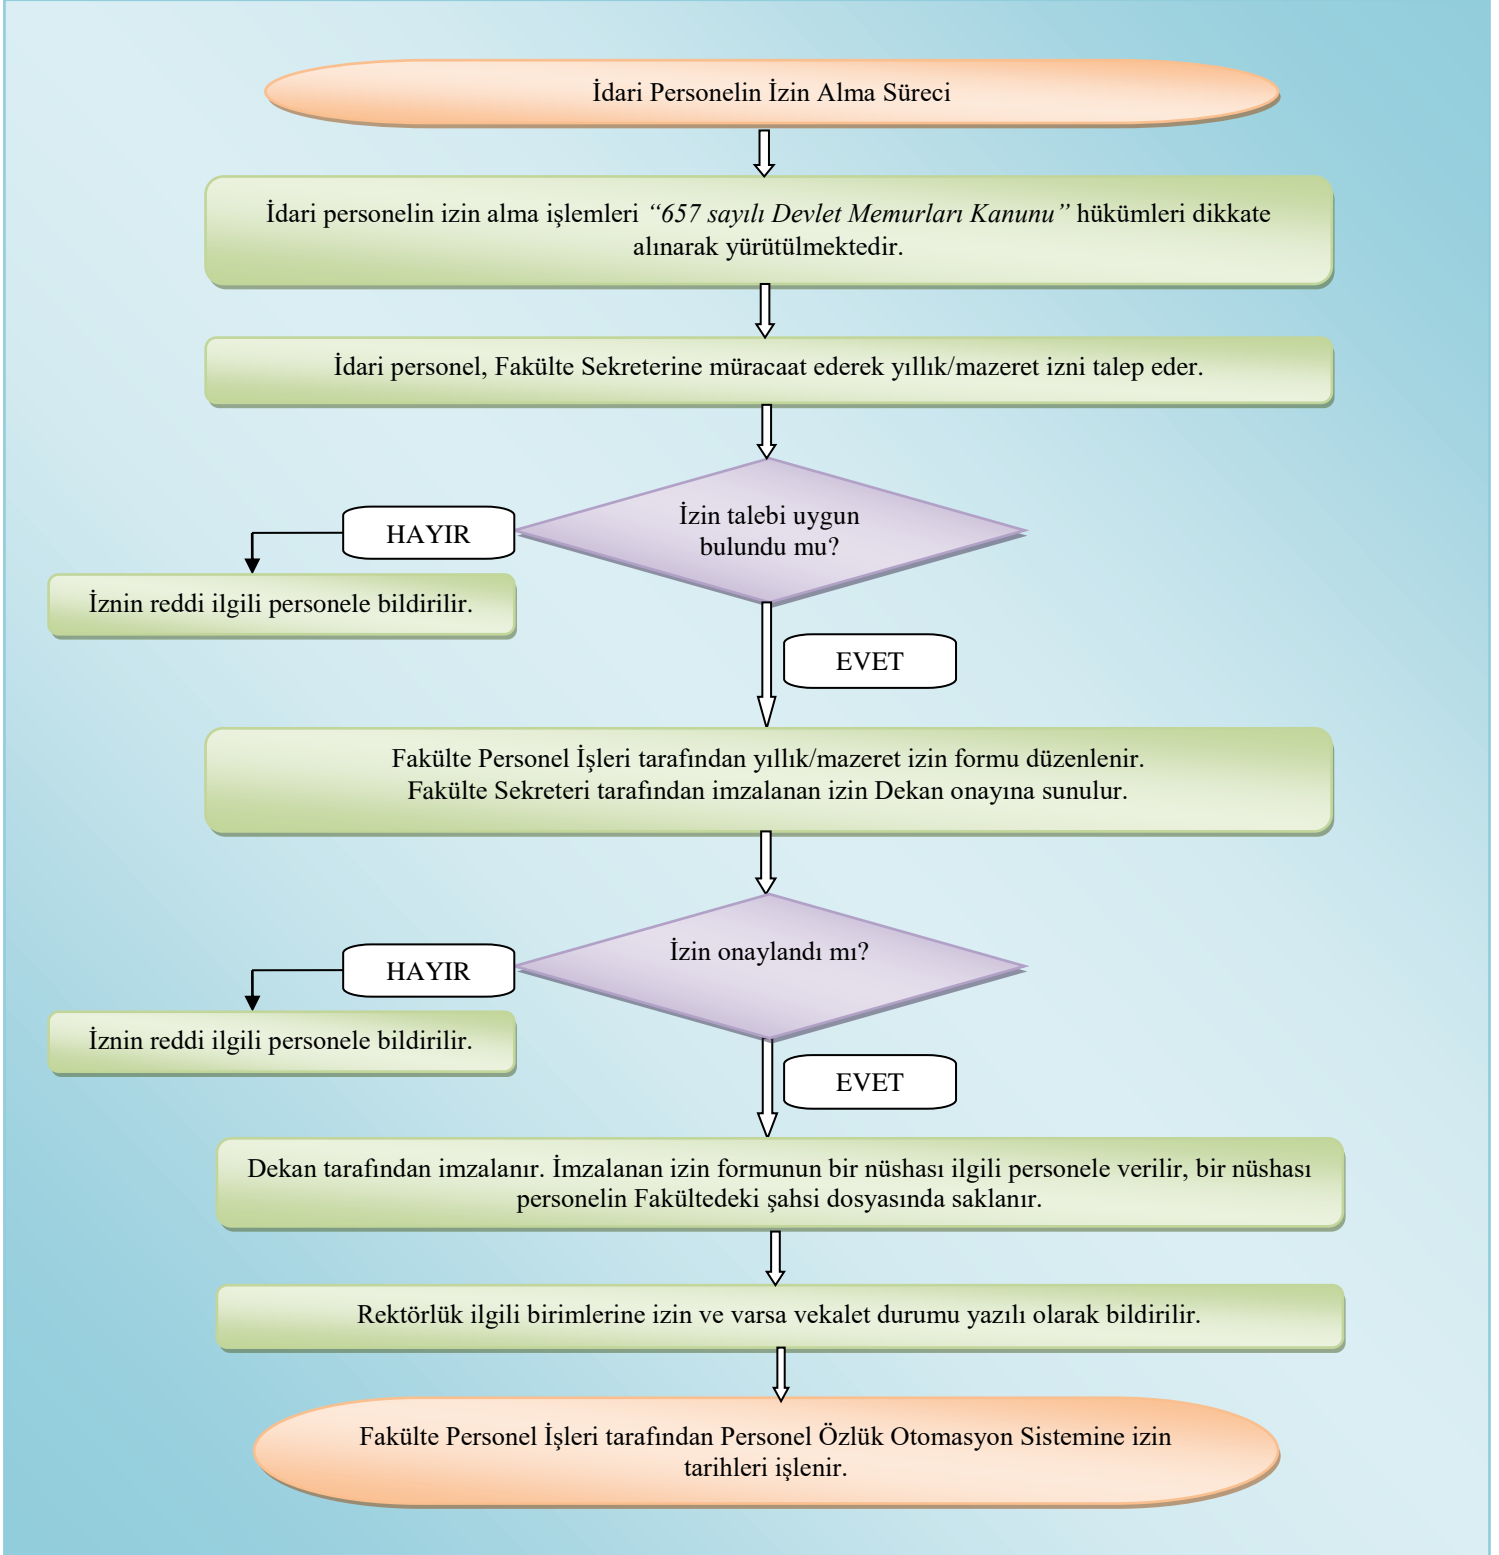 İdari Personelin İzin Alma Süreci
İdari personelin izin alma işlemleri “657 sayılı Devlet Memurları Kanunu” hükümleri dikkate
alınarak yürütülmektedir.
İdari personel, Fakülte Sekreterine müracaat ederek yıllık/mazeret izni talep eder.
İzin talebi uygun
bulundu mu?
HAYIR
İznin reddi ilgili personele bildirilir.
EVET
Fakülte Personel İşleri tarafından yıllık/mazeret izin formu düzenlenir.
Fakülte Sekreteri tarafından imzalanan izin Dekan onayına sunulur.
İzin onaylandı mı?
HAYIR
İznin reddi ilgili personele bildirilir.
EVET
Dekan tarafından imzalanır. İmzalanan izin formunun bir nüshası ilgili personele verilir, bir nüshası
personelin Fakültedeki şahsi dosyasında saklanır.
Rektörlük ilgili birimlerine izin ve varsa vekalet durumu yazılı olarak bildirilir.
Fakülte Personel İşleri tarafından Personel Özlük Otomasyon Sistemine izin
tarihleri işlenir.